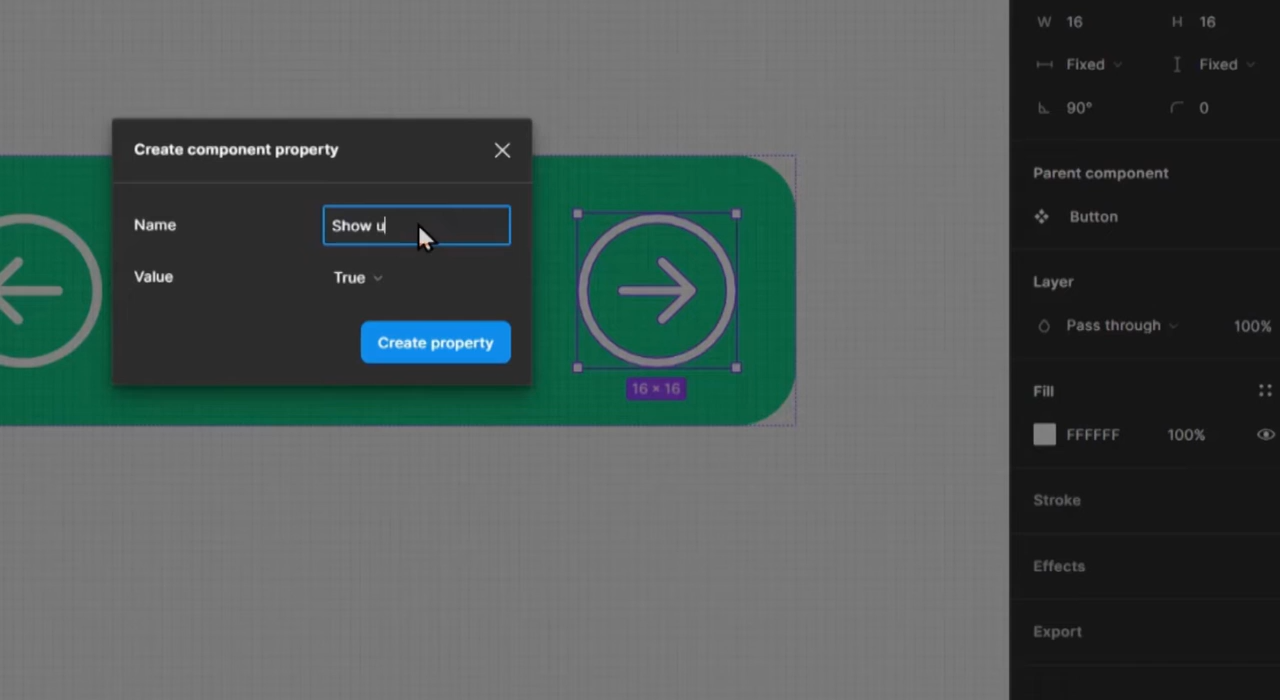 W 16 H 16
Fixed Fixed
90° 0
Create component property
Parent component
Name Show u
Button
Value True
Layer
Pass through 100%
Create property
16 × 16
Fill
FFFFFF 100%
Stroke
Effects
Export